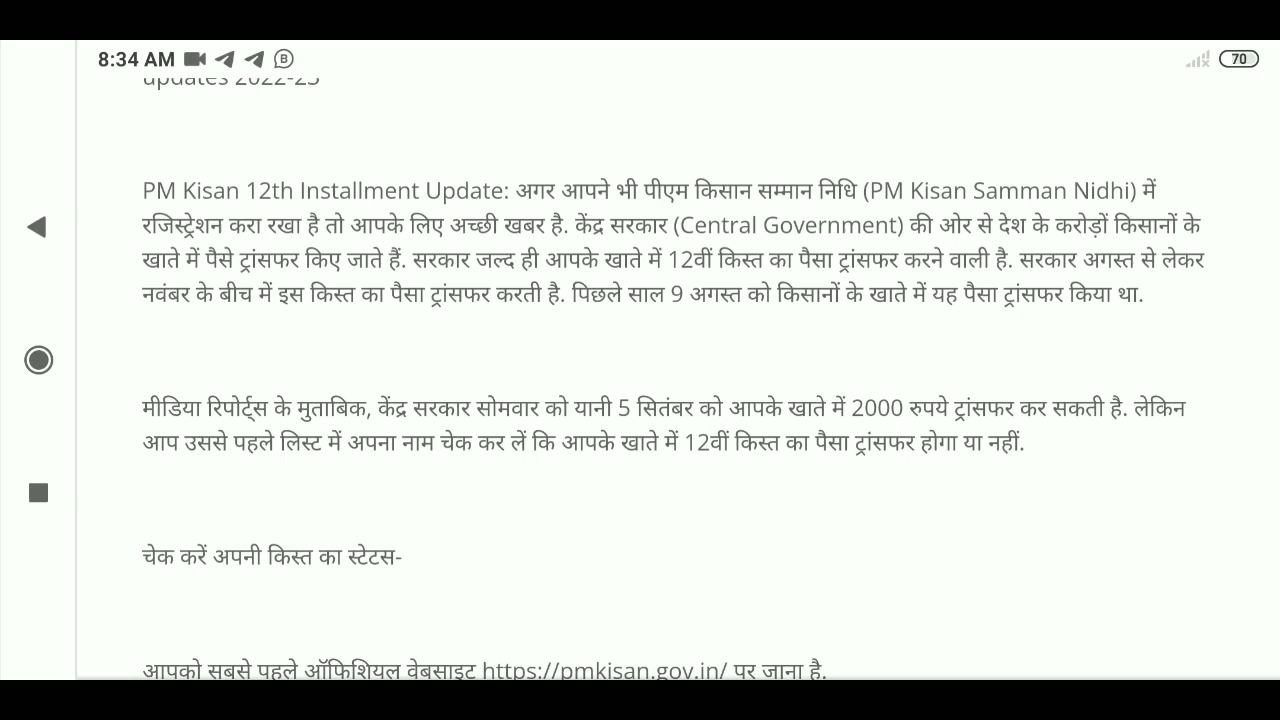 8:34 AM
70
updates 2022-23
PM Kisan 12th Installment Update: अगर आपने भी पीएम किसान सम्मान निधि (PM Kisan Samman Nidhi) में
रजिस्ट्रेशन करा रखा है तो आपके लिए अच्छी खबर है. केंद्र सरकार (Central Government) की ओर से देश के करोड़ों किसानों के
खाते में पैसे ट्रांसफर किए जाते हैं. सरकार जल्द ही आपके खाते में 12वीं किस्त का पैसा ट्रांसफर करने वाली है. सरकार अगस्त से लेकर
नवंबर के बीच में इस किस्त का पैसा ट्रांसफर करती है. पिछले साल 9 अगस्त को किसानों के खाते में यह पैसा ट्रांसफर किया था.
मीडिया रिपोर्ट्स के मुताबिक, केंद्र सरकार सोमवार को यानी 5 सितंबर को आपके खाते में 2000 रुपये ट्रांसफर कर सकती है. लेकिन
आप उससे पहले लिस्ट में अपना नाम चेक कर लें कि आपके खाते में 12वीं किस्त का पैसा ट्रांसफर होगा या नहीं.
चेक करें अपनी किस्त का स्टेटस-
आपको सबसे पहले ऑफिशियल वेबसाइट https://pmkisan.gov.in/ पर जाना है.